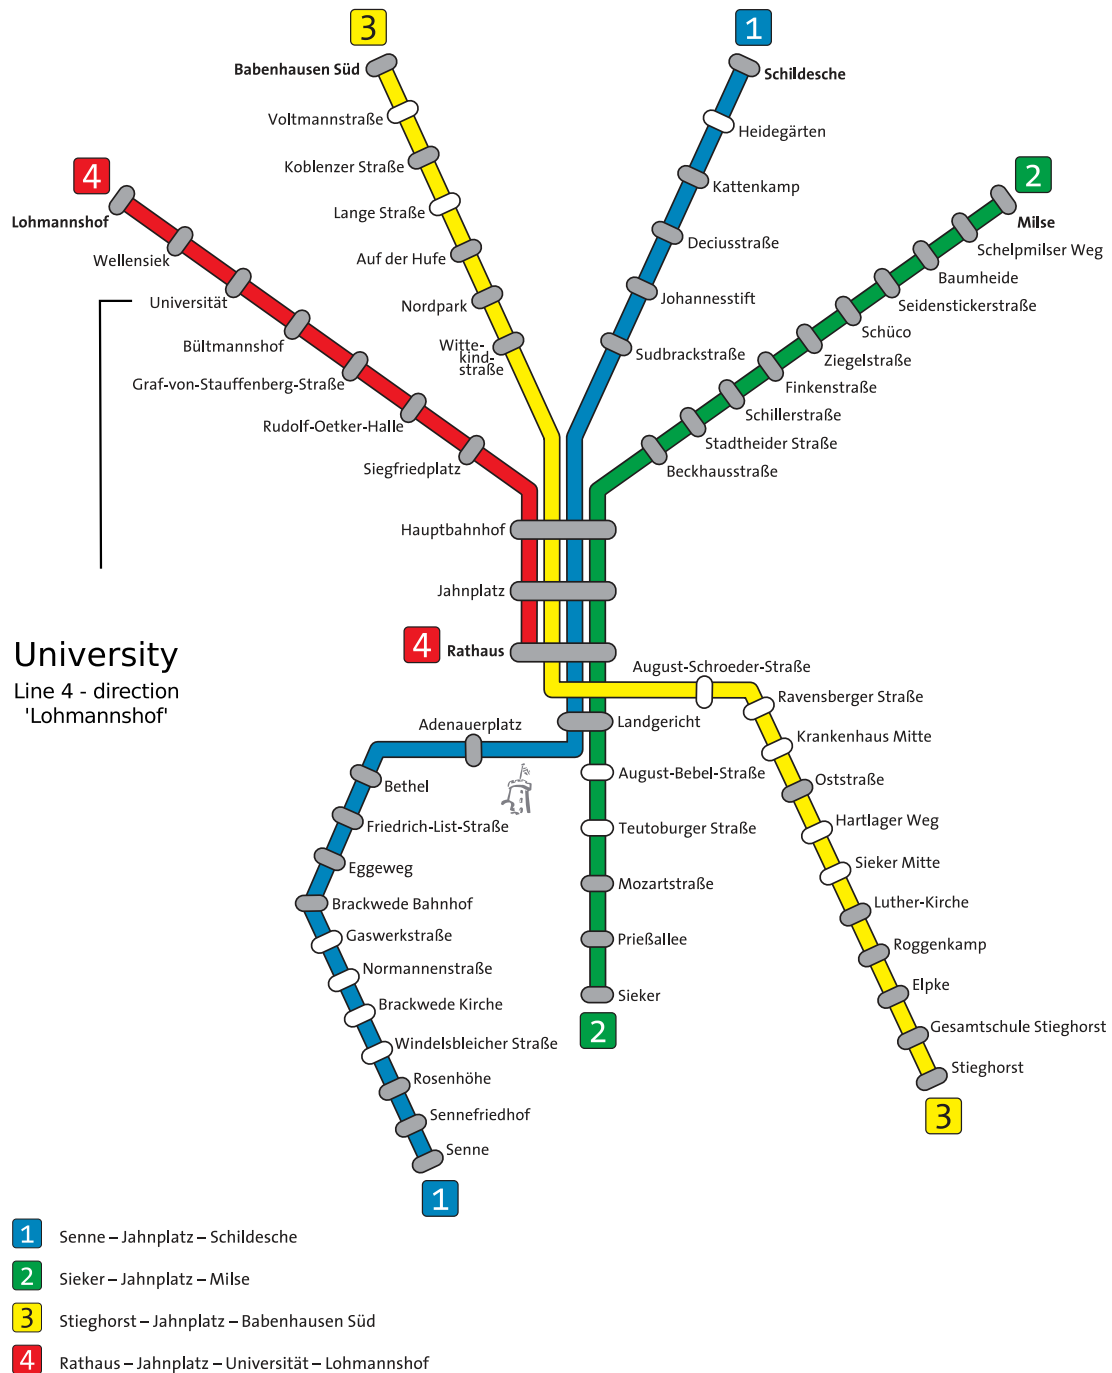 3
1
Babenhausen Süd
Schildesche
Voltmannstraße
Heidegärten
Koblenzer Straße
4
2
Kattenkamp
Lohmannshof
Lange Straße
Milse
Deciusstraße
Schelpmilser Weg
Wellensiek
Auf der Hufe
Baumheide
Universität
Nordpark
Johannesstift
Seidenstickerstraße
Schüco
Bültmannshof
Witte-
kind-
straße
Sudbrackstraße
Ziegelstraße
Graf-von-Stauffenberg-Straße
Finkenstraße
Rudolf-Oetker-Halle
Schillerstraße
Stadtheider Straße
Siegfriedplatz
Beckhausstraße
Hauptbahnhof
Jahnplatz
4
Rathaus
University
Line 4 - direction
'Lohmannshof'
August-Schroeder-Straße
Ravensberger Straße
Adenauerplatz
Landgericht
Krankenhaus Mitte
August-Bebel-Straße
Bethel
Oststraße
Friedrich-List-Straße
Teutoburger Straße
Hartlager Weg
Eggeweg
Sieker Mitte
Mozartstraße
Brackwede Bahnhof
Luther-Kirche
Gaswerkstraße
Prießallee
Roggenkamp
Normannenstraße
Elpke
Brackwede Kirche
Sieker
2
Gesamtschule Stieghorst
Windelsbleicher Straße
Stieghorst
Rosenhöhe
3
Sennefriedhof
Senne
1
1 Senne – Jahnplatz – Schildesche
2 Sieker – Jahnplatz – Milse
3 Stieghorst – Jahnplatz – Babenhausen Süd
4 Rathaus – Jahnplatz – Universität – Lohmannshof